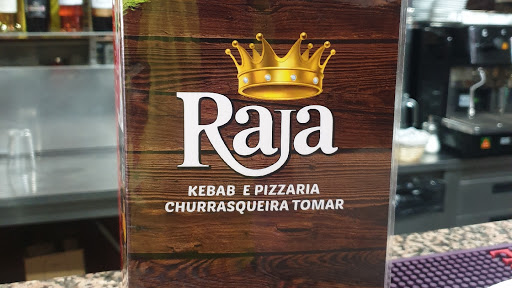 Raja
KEBAB E PIZZARIA
CHURRASQUEIRA TOMAR